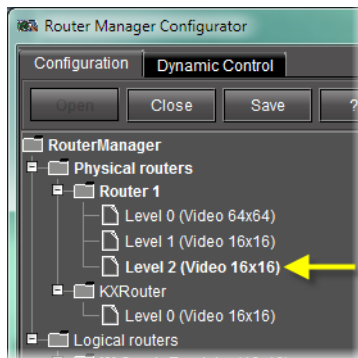 Router Manager Configurator
Configuration Dynamic Control
Open Close Save ?
RouterManager
Physical routers
Router 1
Level 0 (Video 64x64)
Level 1 (Video 16x16)
Level 2 (Video 16x16)
KXRouter
Level 0 (Video 16x16)
Logical routers